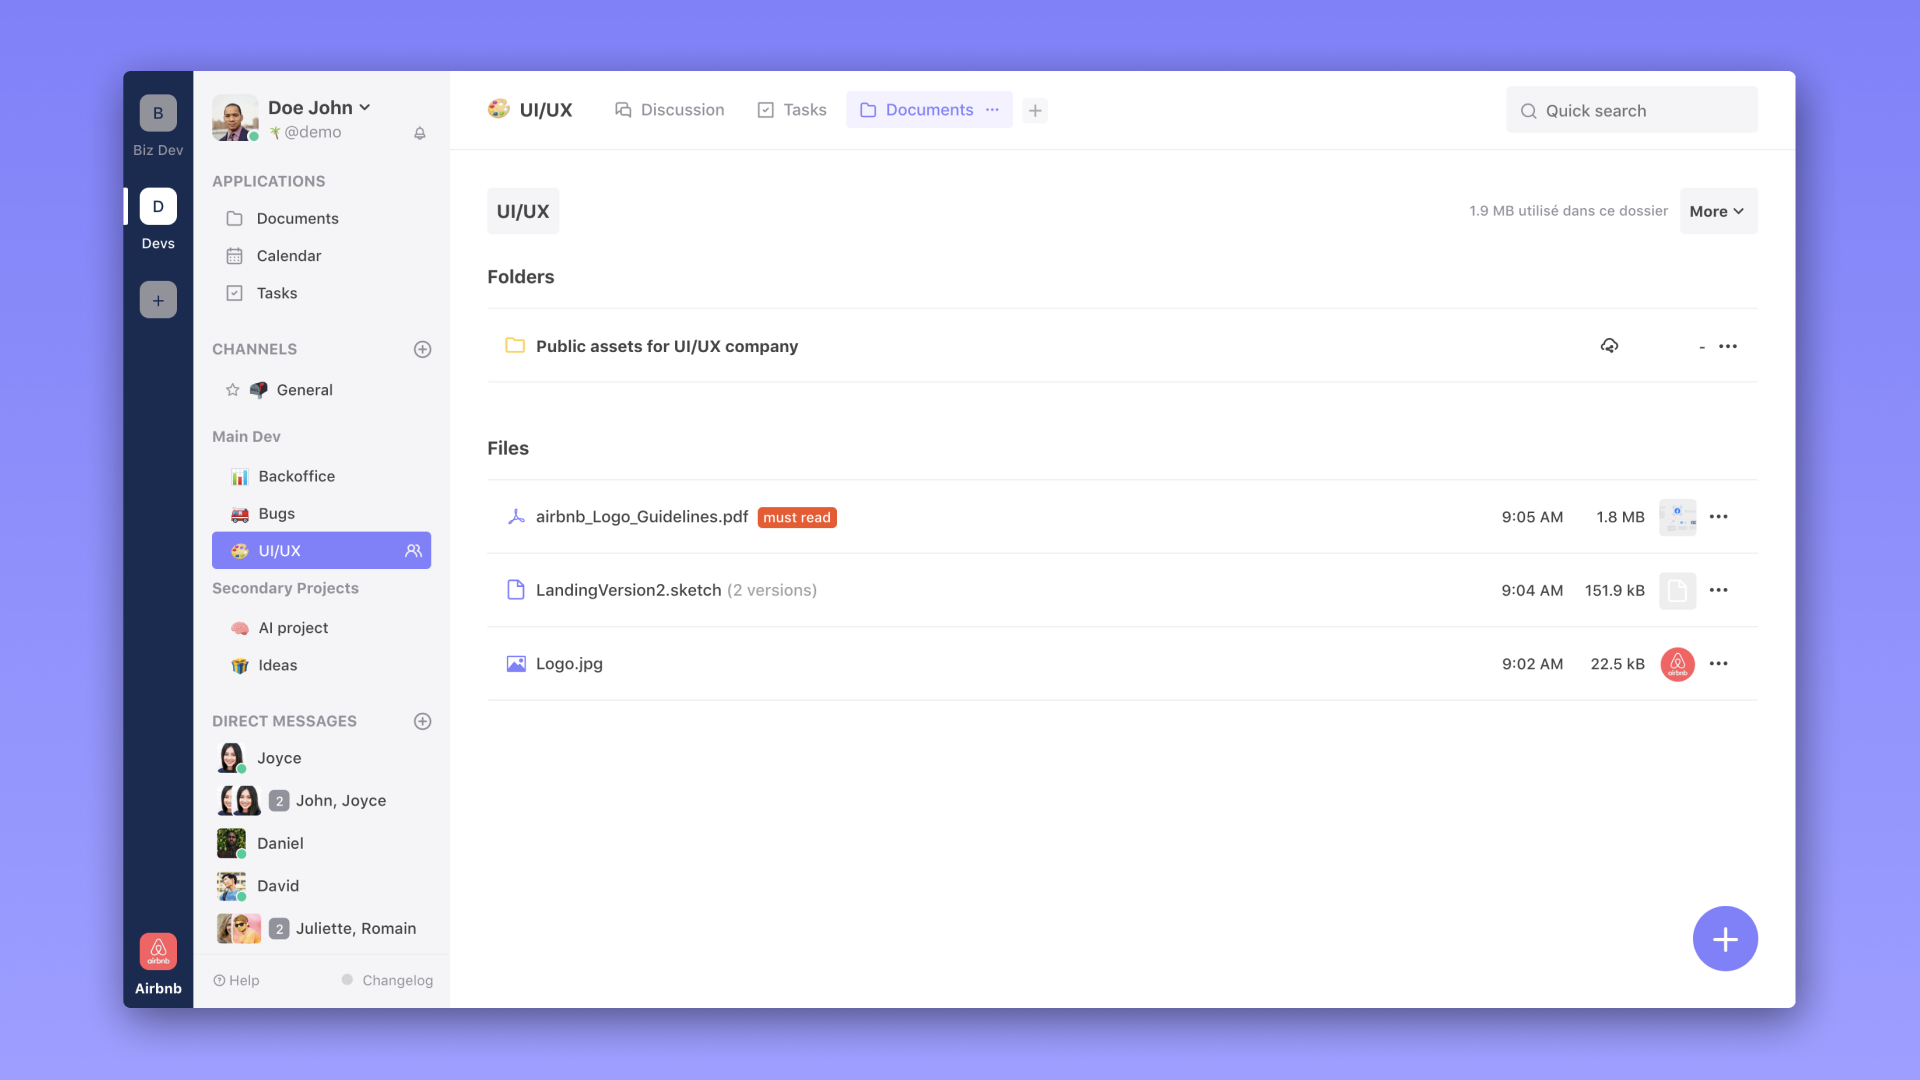 B
Biz Dev
D
Devs
+
airbnb
Airbnb
Doe John
@demo
APPLICATIONS
Documents
Calendar
Tasks
CHANNELS
General
Main Dev
Backoffice
Bugs
UI/UX
Secondary Projects
AI project
Ideas
DIRECT MESSAGES
Joyce
2 John, Joyce
Daniel
David
2 Juliette, Romain
Help
Changelog
UI/UX
Discussion
Tasks
Documents
Quick search
UI/UX
1.9 MB utilisé dans ce dossier
More
Folders
Public assets for UI/UX company -
Files
airbnb_Logo_Guidelines.pdf must read 9:05 AM 1.8 MB
LandingVersion2.sketch (2 versions) 9:04 AM 151.9 kB
Logo.jpg 9:02 AM 22.5 kB airbnb